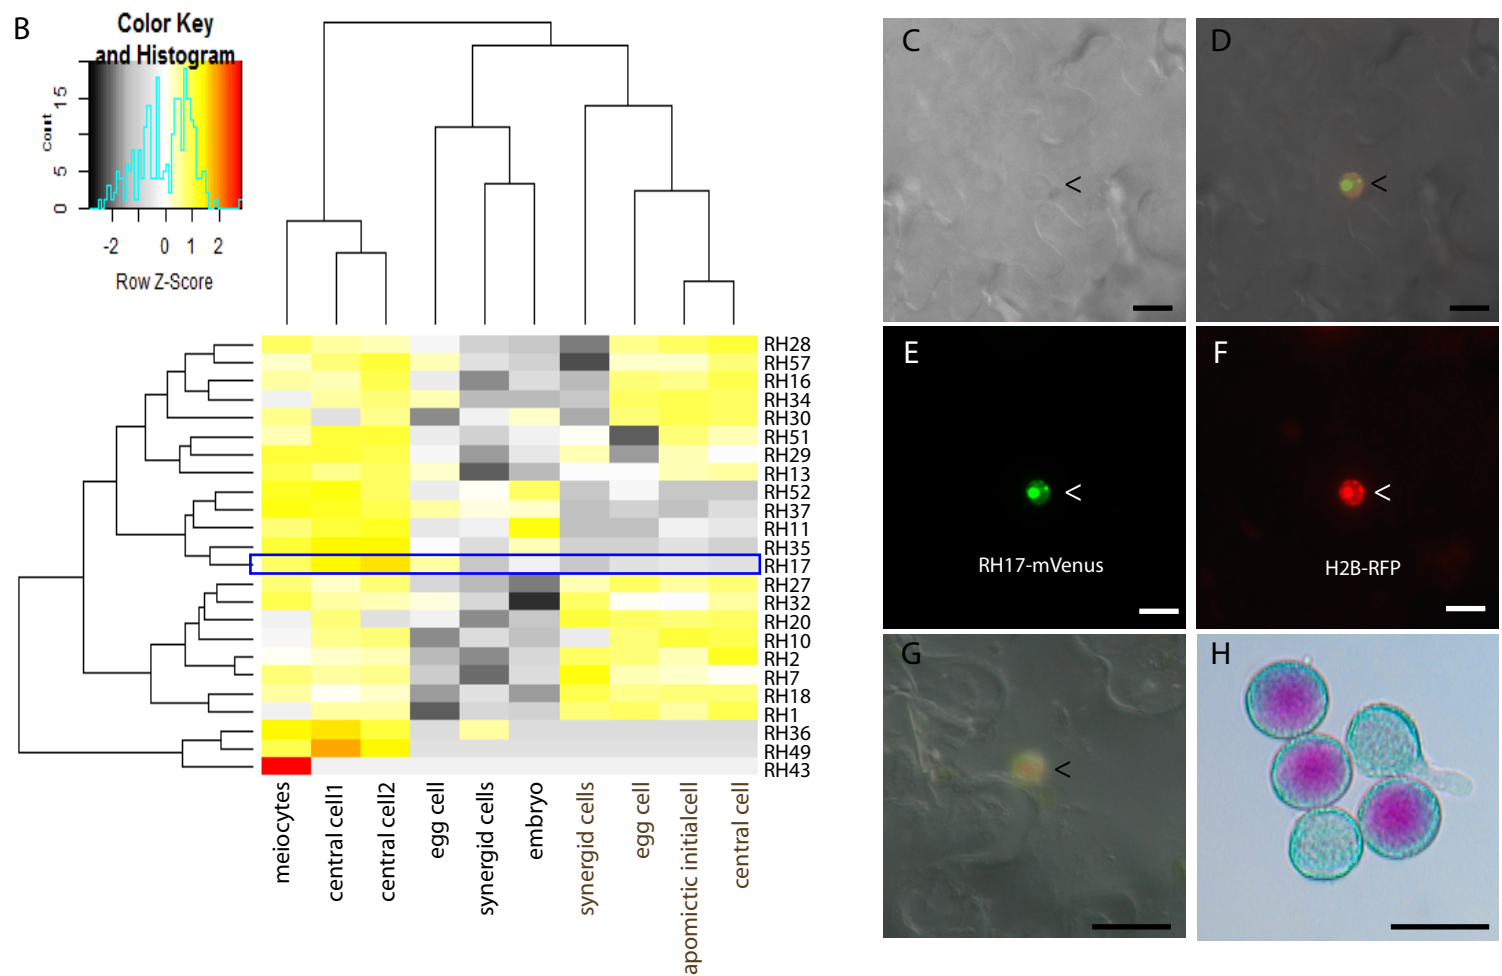 B
Color Key
and Histogram
Count
0
5
15
-2
0
1
2
Row Z-Score
RH28
RH57
RH16
RH34
RH30
RH51
RH29
RH13
RH52
RH37
RH11
RH35
RH17
RH27
RH32
RH20
RH10
RH2
RH7
RH18
RH1
RH36
RH49
RH43
meiocytes
central cell1
central cell2
egg cell
synergid cells
embryo
synergid cells
egg cell
apomictic initialcell
central cell
C
<
D
<
E
<
RH17-mVenus
F
<
H2B-RFP
G
<
H